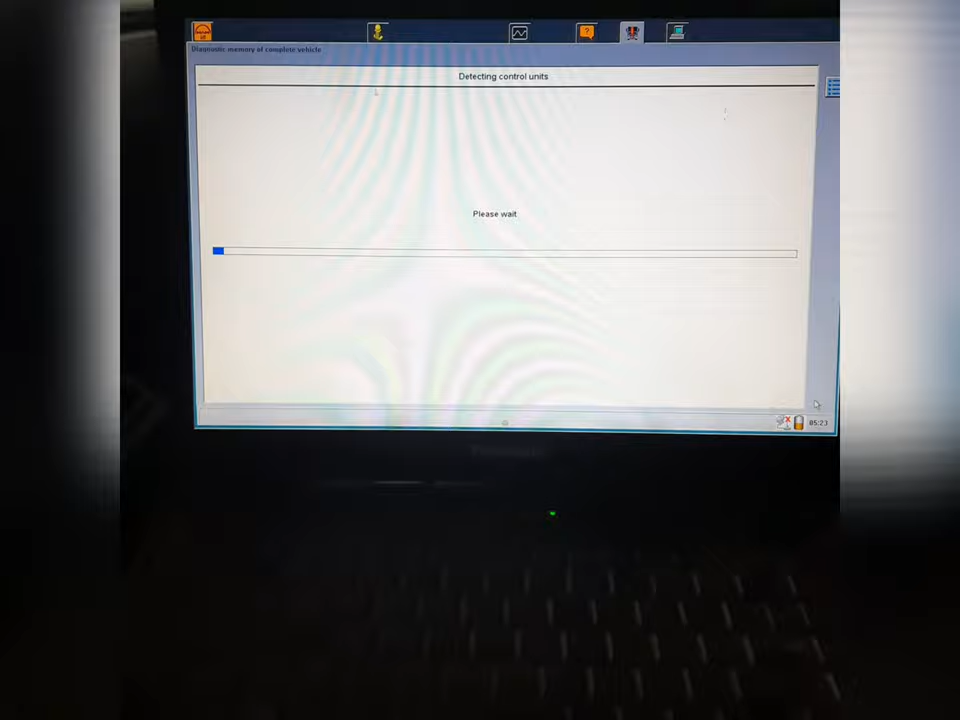 Diagnostic memory of complete vehicle
Detecting control units
Please wait
05:23